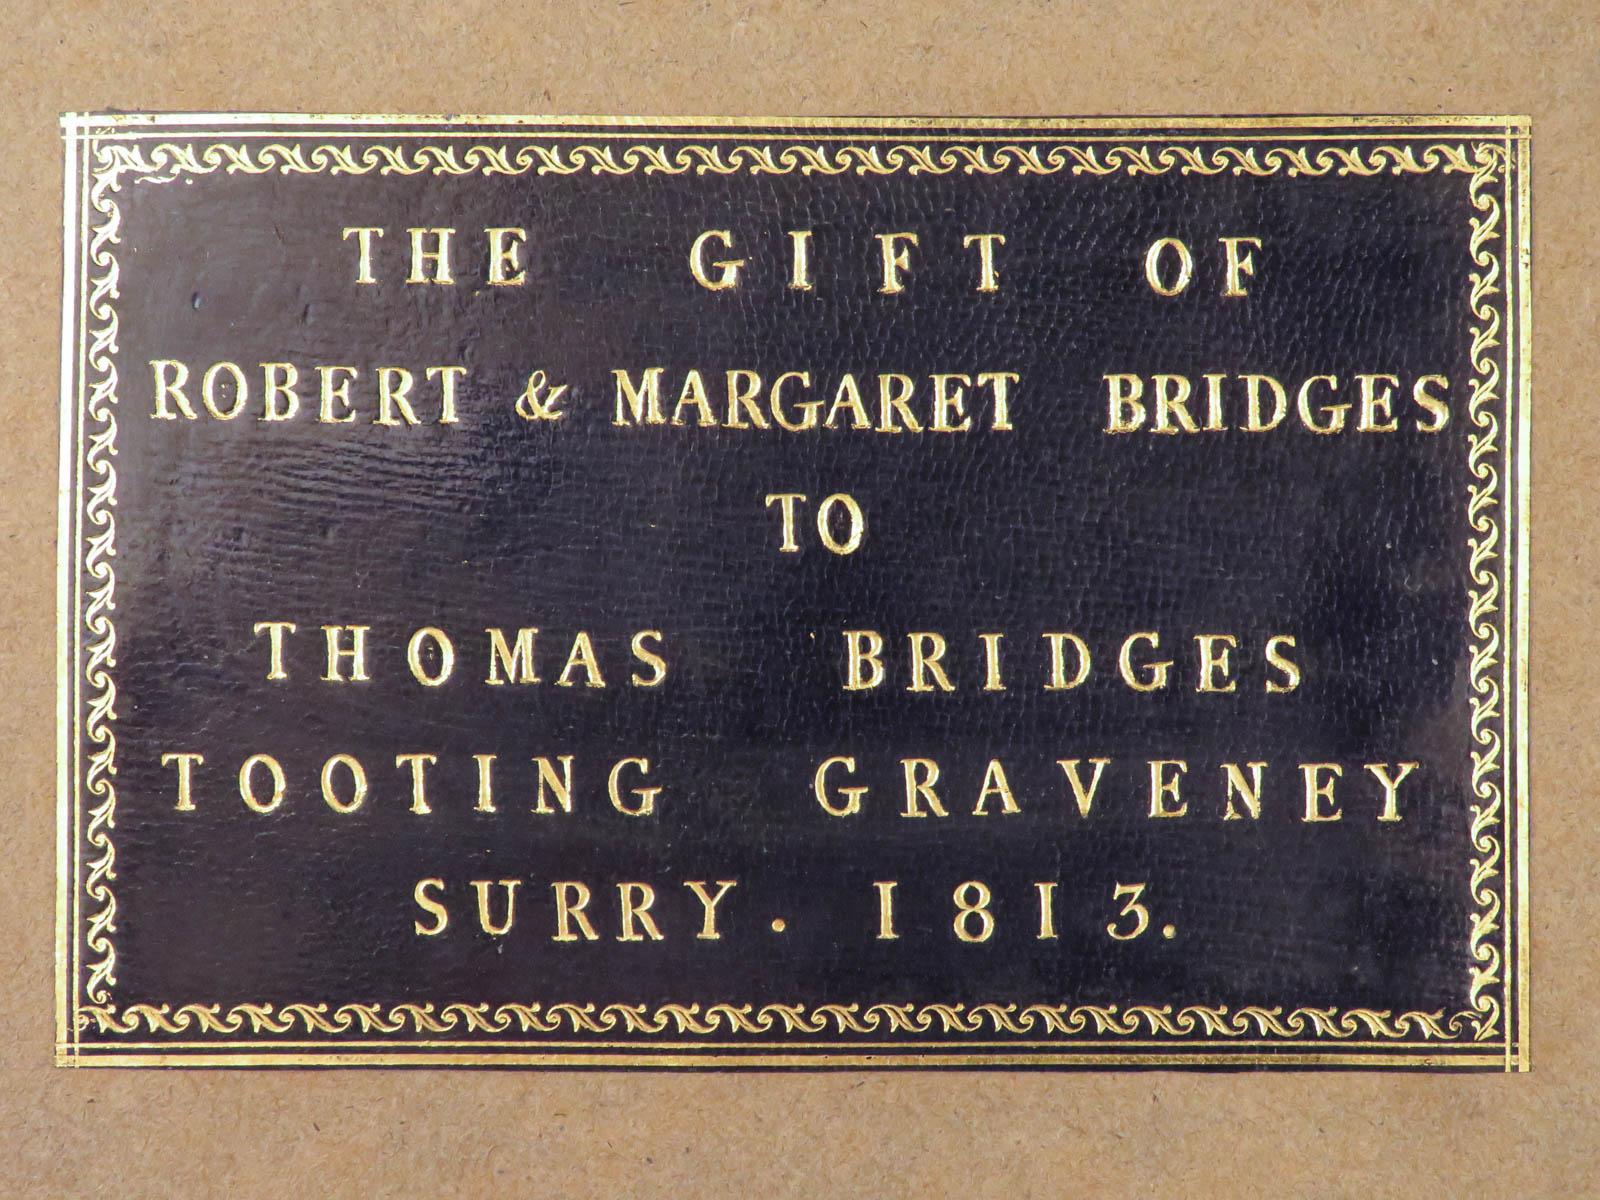 THE GIFT OF
ROBERT & MARGARET BRIDGES
TO
THOMAS BRIDGES
TOOTING GRAVENEY
SURRY. 1813.